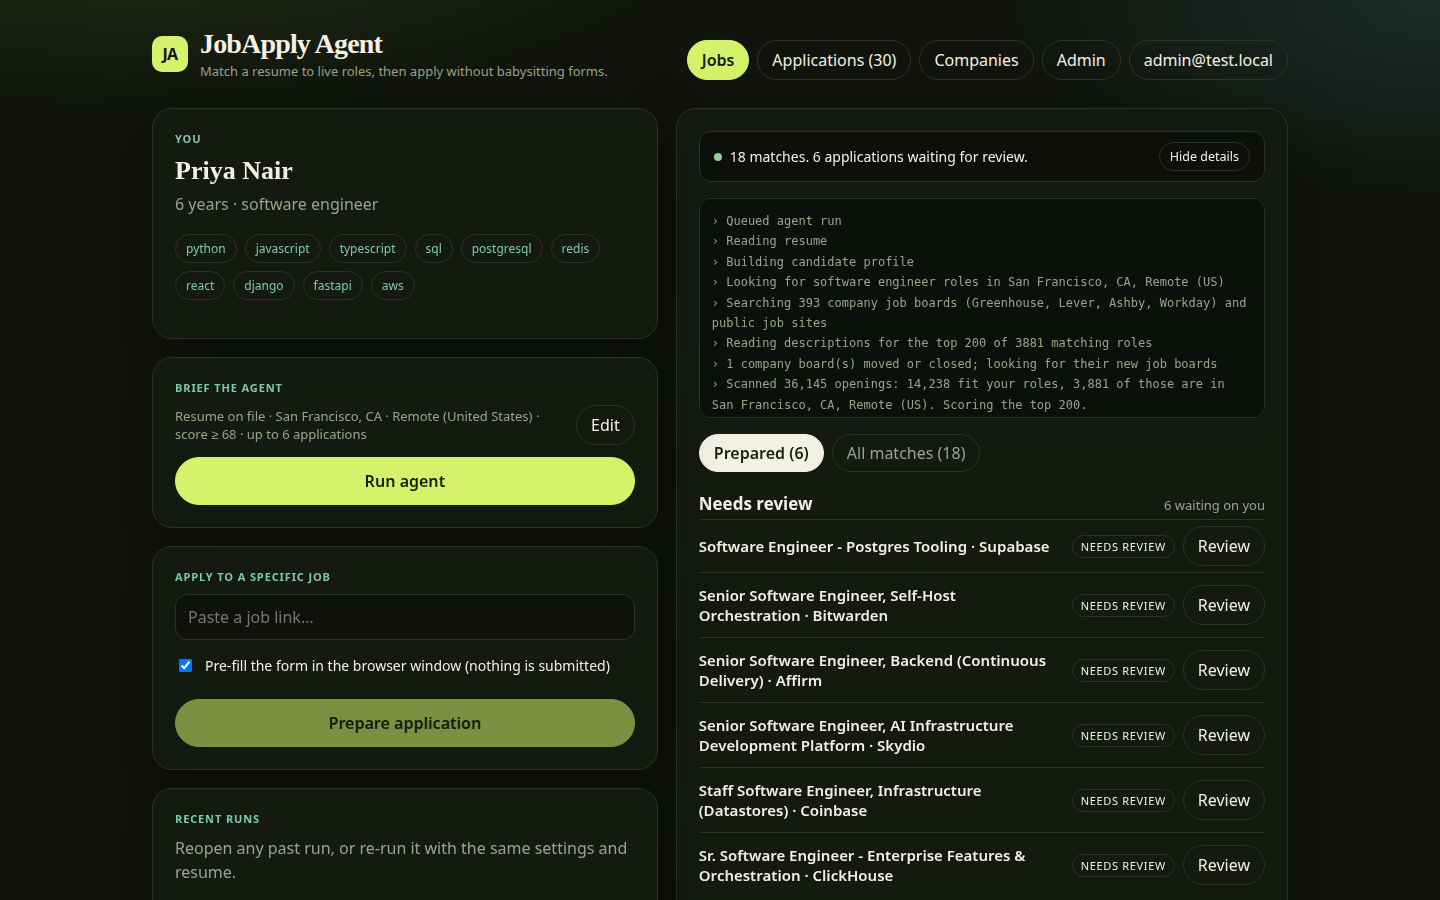 JA
JobApply Agent
Match a resume to live roles, then apply without babysitting forms.
Jobs
Applications (30)
Companies
Admin
admin@test.local
YOU
Priya Nair
6 years · software engineer
python
javascript
typescript
sql
postgresql
redis
react
django
fastapi
aws
BRIEF THE AGENT
Resume on file · San Francisco, CA · Remote (United States) ·
score ≥ 68 · up to 6 applications
Edit
Run agent
APPLY TO A SPECIFIC JOB
Paste a job link...
Pre-fill the form in the browser window (nothing is submitted)
Prepare application
RECENT RUNS
Reopen any past run, or re-run it with the same settings and
resume.
18 matches. 6 applications waiting for review.
Hide details
› Queued agent run
› Reading resume
› Building candidate profile
› Looking for software engineer roles in San Francisco, CA, Remote (US)
› Searching 393 company job boards (Greenhouse, Lever, Ashby, Workday) and
public job sites
› Reading descriptions for the top 200 of 3881 matching roles
› 1 company board(s) moved or closed; looking for their new job boards
› Scanned 36,145 openings: 14,238 fit your roles, 3,881 of those are in
San Francisco, CA, Remote (US). Scoring the top 200.
Prepared (6)
All matches (18)
Needs review
6 waiting on you
Software Engineer - Postgres Tooling · Supabase
NEEDS REVIEW
Review
Senior Software Engineer, Self-Host
Orchestration · Bitwarden
NEEDS REVIEW
Review
Senior Software Engineer, Backend (Continuous
Delivery) · Affirm
NEEDS REVIEW
Review
Senior Software Engineer, AI Infrastructure
Development Platform · Skydio
NEEDS REVIEW
Review
Staff Software Engineer, Infrastructure
(Datastores) · Coinbase
NEEDS REVIEW
Review
Sr. Software Engineer - Enterprise Features &
Orchestration · ClickHouse
NEEDS REVIEW
Review